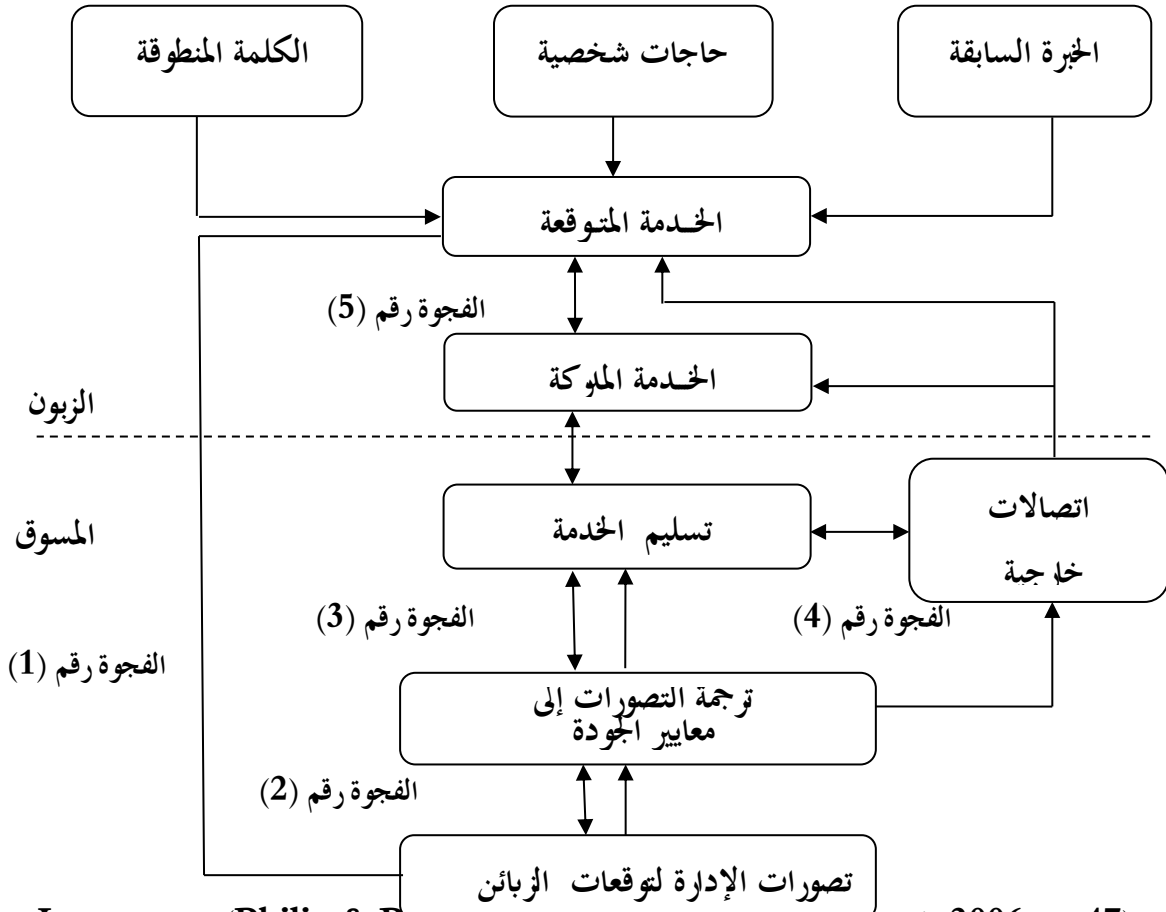 الخبرة السابقة
حاجات شخصية
الكلمة المنطوقة
الخـدمة المتوقعة
الفجوة رقم (5)
الخـدمة المدركة
الزبون
المسوق
تسليم الخدمة
اتصالات
خارجية
الفجوة رقم (3)
الفجوة رقم (4)
الفجوة رقم (1)
ترجمة التصورات إلى
معايير الجودة
الفجوة رقم (2)
تصورات الإدارة لتوقعات الزبائن